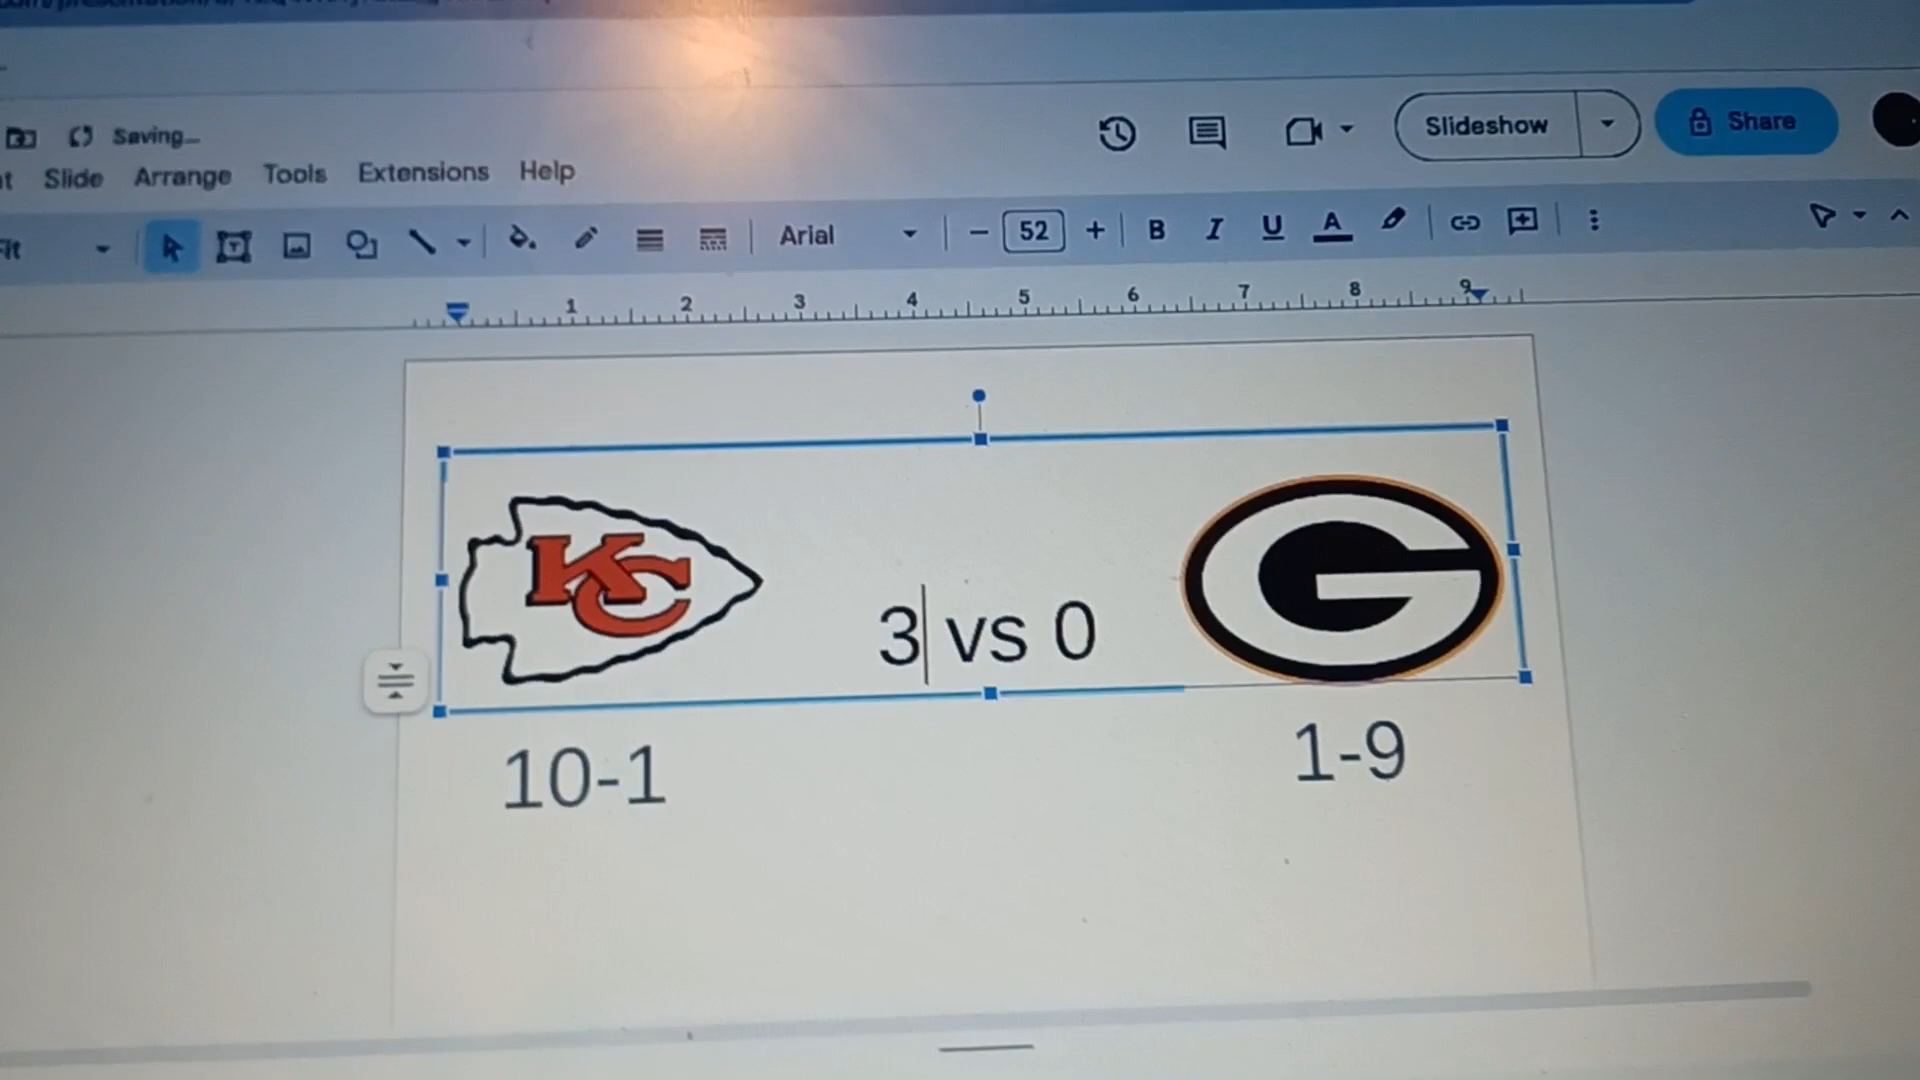 Saving...
Slide Arrange Tools Extensions Help
Slideshow
Share
Arial
52
B I U A
1 2 3 4 5 6 7 8 9
KC
G
3 vs 0
10-1
1-9